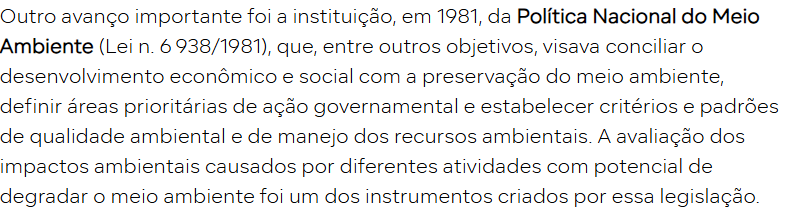 Outro avanço importante foi a instituição, em 1981, da Política Nacional do Meio
Ambiente (Lei n. 6 938/1981), que, entre outros objetivos, visava conciliar o
desenvolvimento econômico e social com a preservação do meio ambiente,
definir áreas prioritárias de ação governamental e estabelecer critérios e padrões
de qualidade ambiental e de manejo dos recursos ambientais. A avaliação dos
impactos ambientais causados por diferentes atividades com potencial de
degradar o meio ambiente foi um dos instrumentos criados por essa legislação.